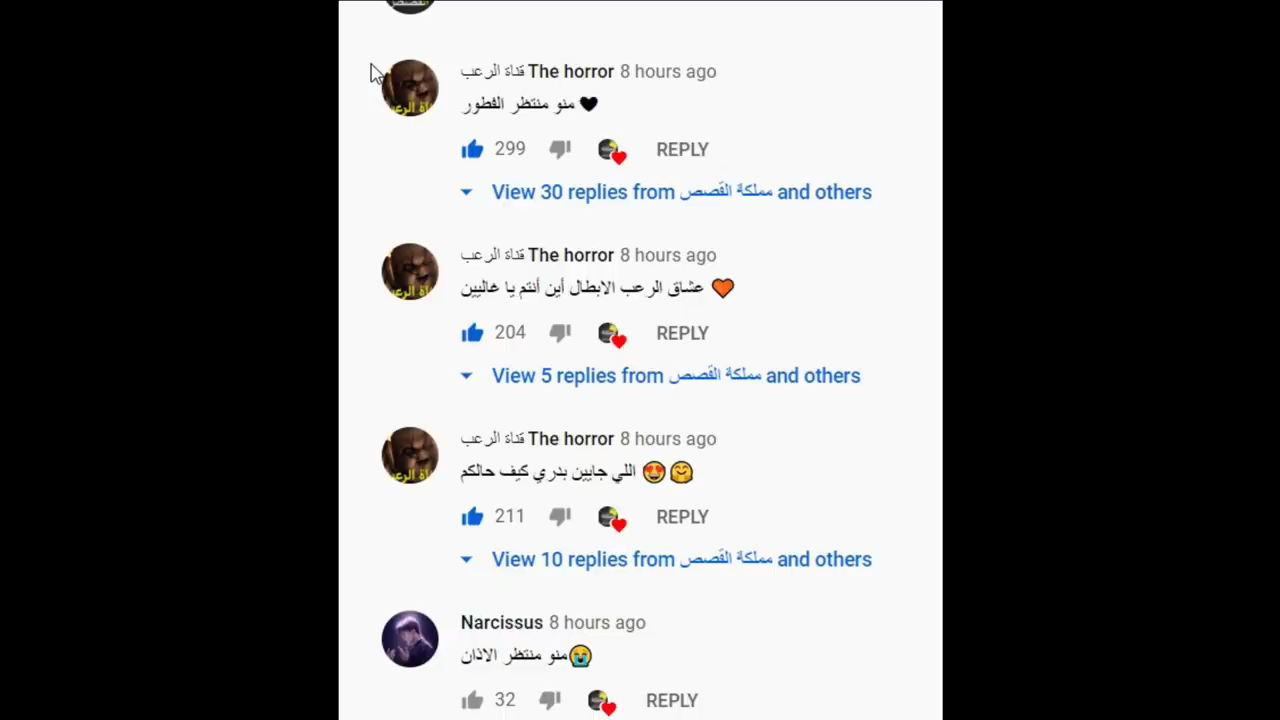 قناة الرعب The horror 8 hours ago
منو منتظر الفطور 🖤
299 REPLY
View 30 replies from مملكة القصص and others
قناة الرعب The horror 8 hours ago
عشاق الرعب الابطال أين أنتم يا غاليين 🧡
204 REPLY
View 5 replies from مملكة القصص and others
قناة الرعب The horror 8 hours ago
اللي جايين بدري كيف حالكم 😍🤗
211 REPLY
View 10 replies from مملكة القصص and others
Narcissus 8 hours ago
منو منتظر الاذان😭
32 REPLY